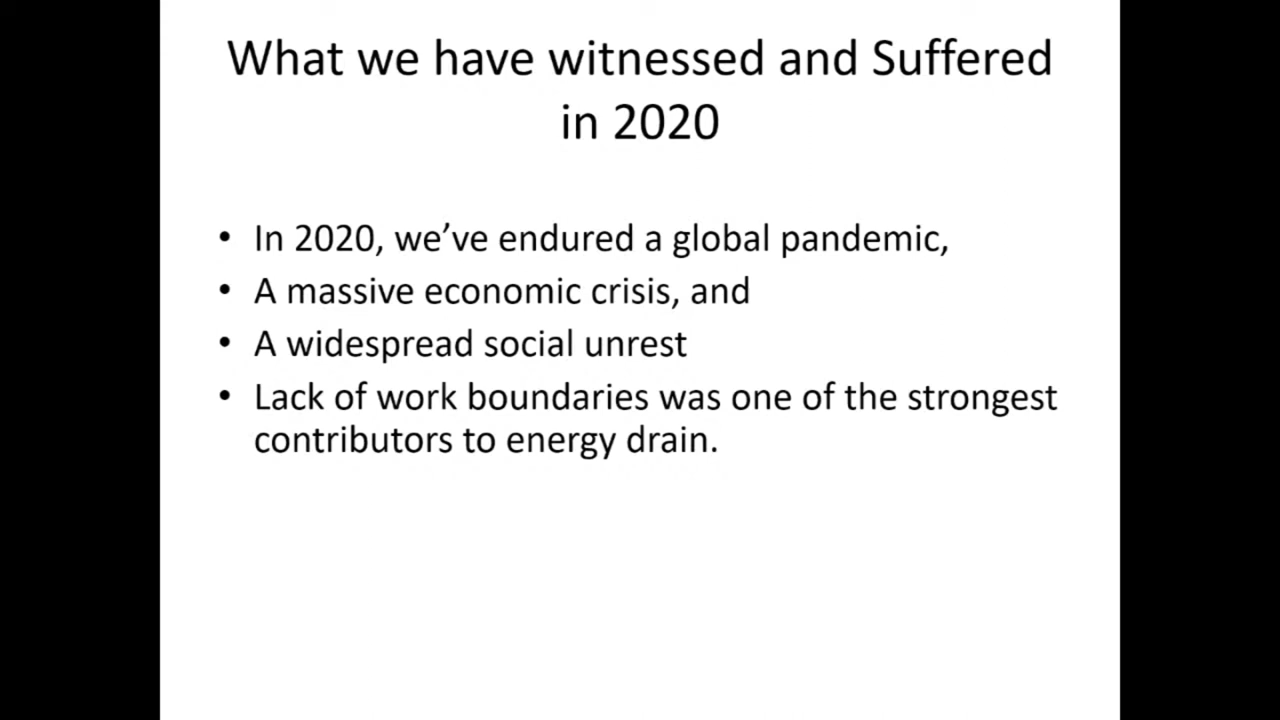 What we have witnessed and Suffered
in 2020
• In 2020, we’ve endured a global pandemic,
• A massive economic crisis, and
• A widespread social unrest
• Lack of work boundaries was one of the strongest
contributors to energy drain.